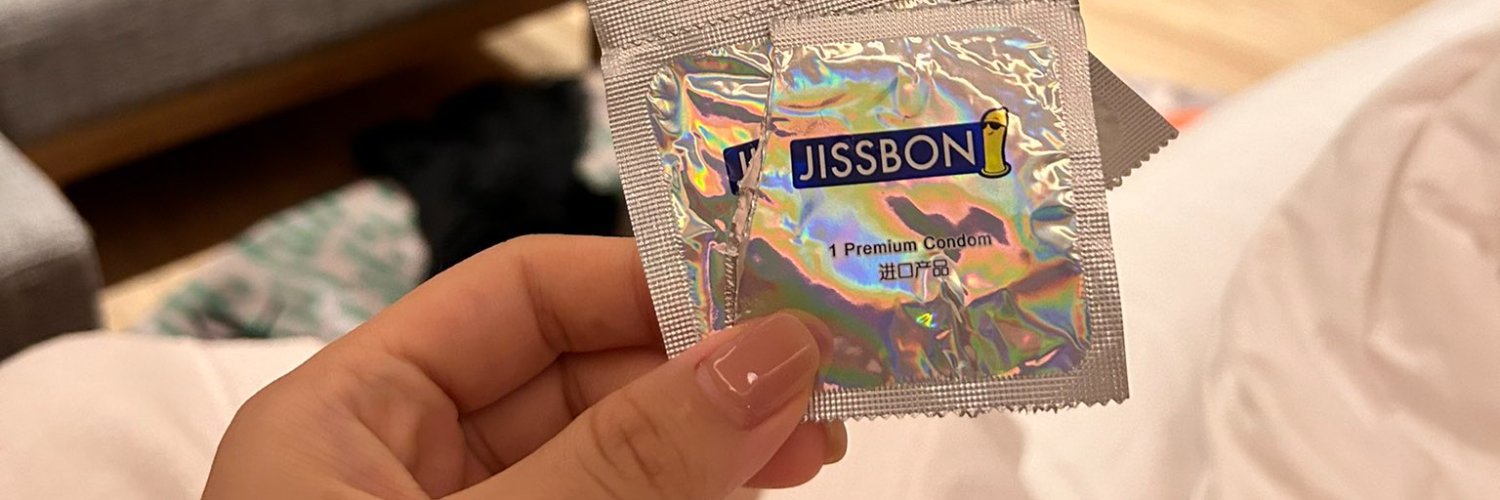 JISSBON
1 Premium Condom
进口产品